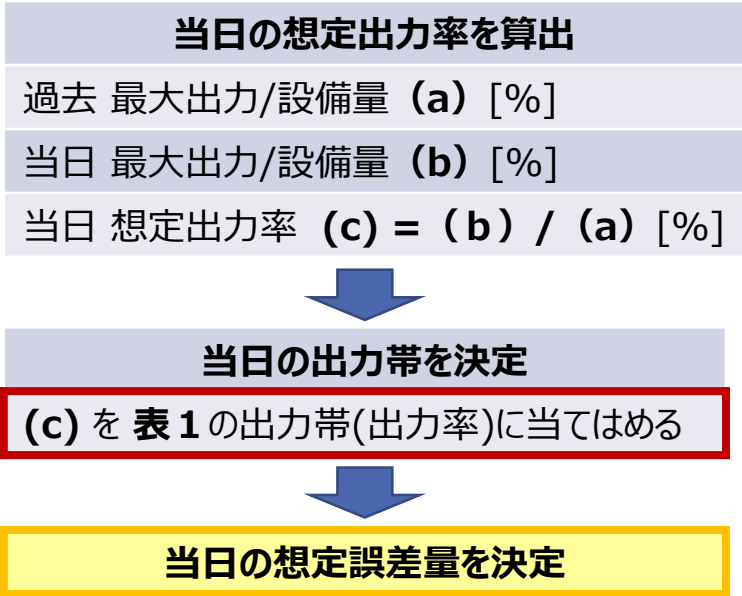 当日の想定出力率を算出
過去 最大出力/設備量（a）[%]
当日 最大出力/設備量（b）[%]
当日 想定出力率 (c) =（ｂ）/（a）[%]
当日の出力帯を決定
(c) を 表１の出力帯(出力率)に当てはめる
当日の想定誤差量を決定